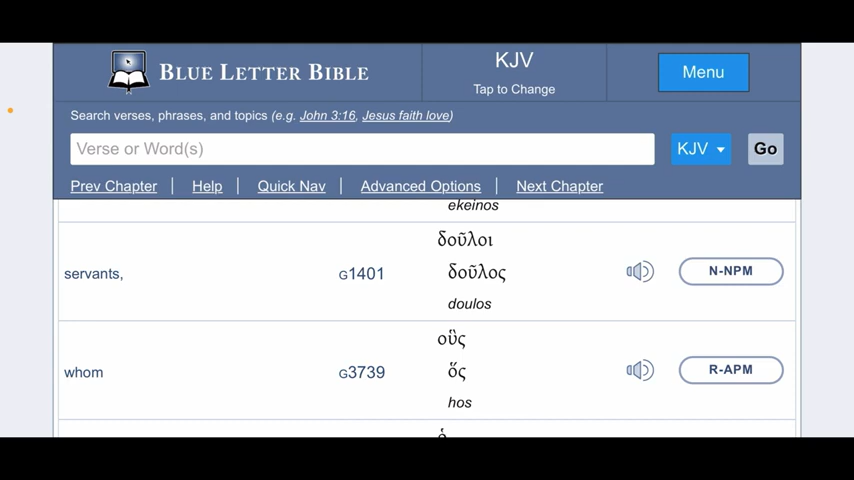 BLUE LETTER BIBLE
KJV
Tap to Change
Menu
Search verses, phrases, and topics (e.g. John 3:16, Jesus faith love)
Verse or Word(s)
KJV
Go
Prev Chapter | Help | Quick Nav | Advanced Options | Next Chapter
ekeinos
servants,
G1401
δοῦλοι
δοῦλος
doulos
N-NPM
whom
G3739
οὓς
ὅς
hos
R-APM
ὁ